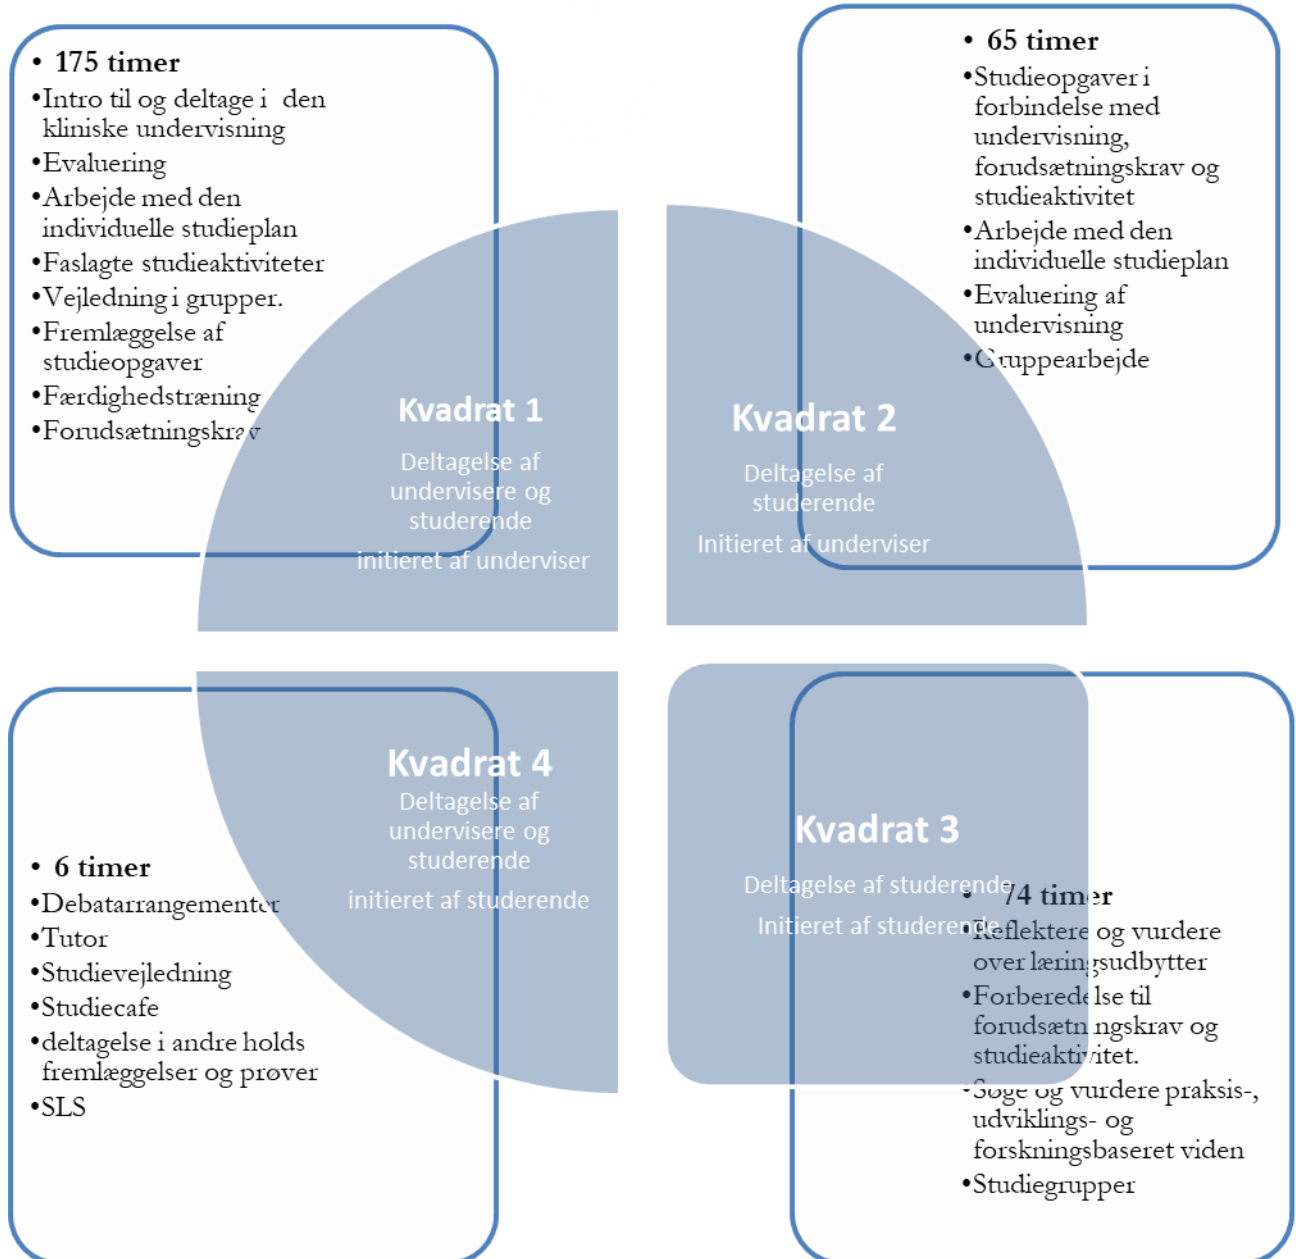 • 175 timer
•Intro til og deltage i den
kliniske undervisning
•Evaluering
•Arbejde med den
individuelle studieplan
•Faslagte studieaktiviteter
•Vejledning i grupper.
•Fremlæggelse af
studieopgaver
•Færdighedstræning
•Forudsætningskrav
Kvadrat 1
Deltagelse af
undervisere og
studerende
initieret af underviser
• 65 timer
•Studieopgaver i
forbindelse med
undervisning,
forudsætningskrav og
studieaktivitet
•Arbejde med den
individuelle studieplan
•Evaluering af
undervisning
•Gruppearbejde
Kvadrat 2
Deltagelse af
studerende
Initieret af underviser
Kvadrat 4
Deltagelse af
undervisere og
studerende
initieret af studerende
• 6 timer
•Debatarrangementer
•Tutor
•Studievejledning
•Studiecafe
•deltagelse i andre holds
fremlæggelser og prøver
•SLS
Kvadrat 3
Deltagelse af studerende
Initieret af studerende
• 74 timer
•Reflektere og vurdere
over læringsudbytter
•Forberedelse til
forudsætningskrav og
studieaktivitet.
•Søge og vurdere praksis-,
udviklings- og
forskningsbaseret viden
•Studiegrupper